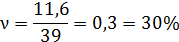 ν = 11,6 / 39 = 0,3 = 30%